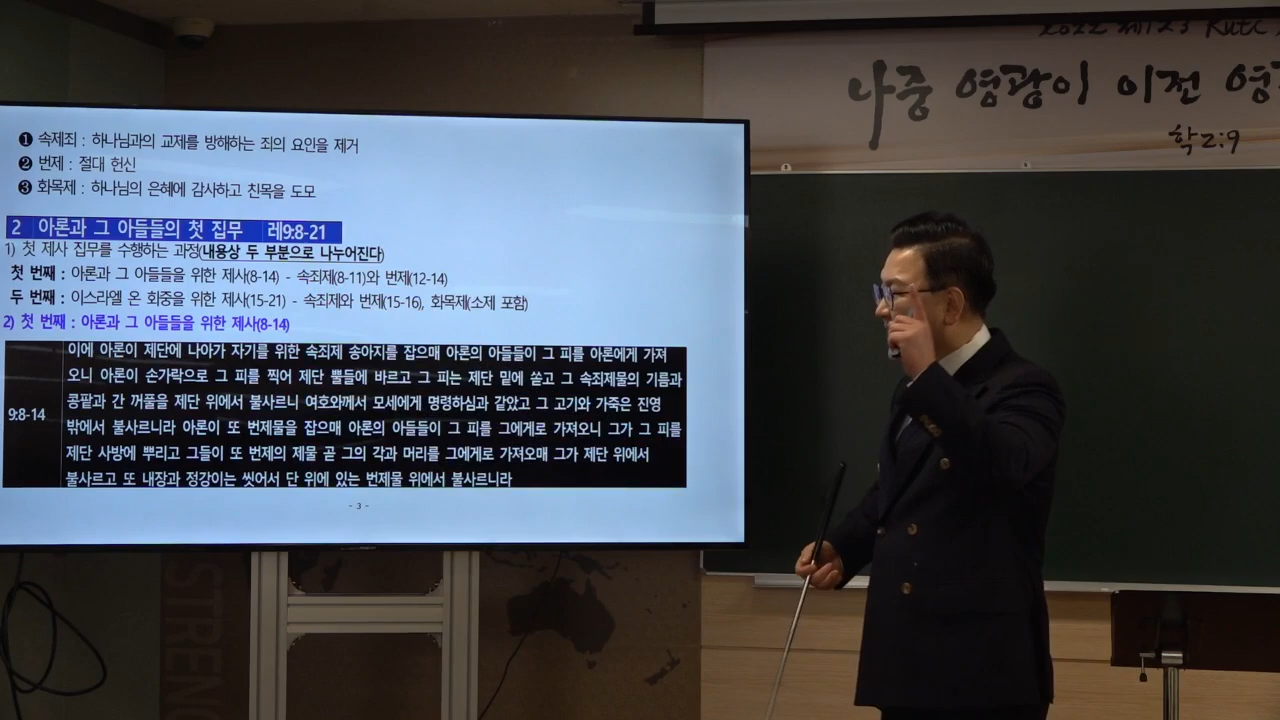 2022 제123 KUEC
나중 영광이 이전 영
학 2:9
❶ 속제죄 : 하나님과의 교제를 방해하는 죄의 요인을 제거
❷ 번제 : 절대 헌신
❸ 화목제 : 하나님의 은혜에 감사하고 친목을 도모
2 아론과 그 아들들의 첫 집무 레9:8-21
1) 첫 제사 집무를 수행하는 과정(내용상 두 부분으로 나누어진다)
첫 번째 : 아론과 그 아들들을 위한 제사(8-14) - 속죄제(8-11)와 번제(12-14)
두 번째 : 이스라엘 온 회중을 위한 제사(15-21) - 속죄제와 번제(15-16), 화목제(소제 포함)
2) 첫 번째 : 아론과 그 아들들을 위한 제사(8-14)
9:8-14
이에 아론이 제단에 나아가 자기를 위한 속죄제 송아지를 잡으매 아론의 아들들이 그 피를 아론에게 가져
오니 아론이 손가락으로 그 피를 찍어 제단 뿔들에 바르고 그 피는 제단 밑에 쏟고 그 속죄제물의 기름과
콩팥과 간 꺼풀을 제단 위에서 불사르니 여호와께서 모세에게 명령하심과 같았고 그 고기와 가죽은 진영
밖에서 불사르니라 아론이 또 번제물을 잡으매 아론의 아들들이 그 피를 그에게로 가져오니 그가 그 피를
제단 사방에 뿌리고 그들이 또 번제의 제물 곧 그의 각과 머리를 그에게로 가져오매 그가 제단 위에서
불사르고 또 내장과 정강이는 씻어서 단 위에 있는 번제물 위에서 불사르니라
- 3 -
STRENG